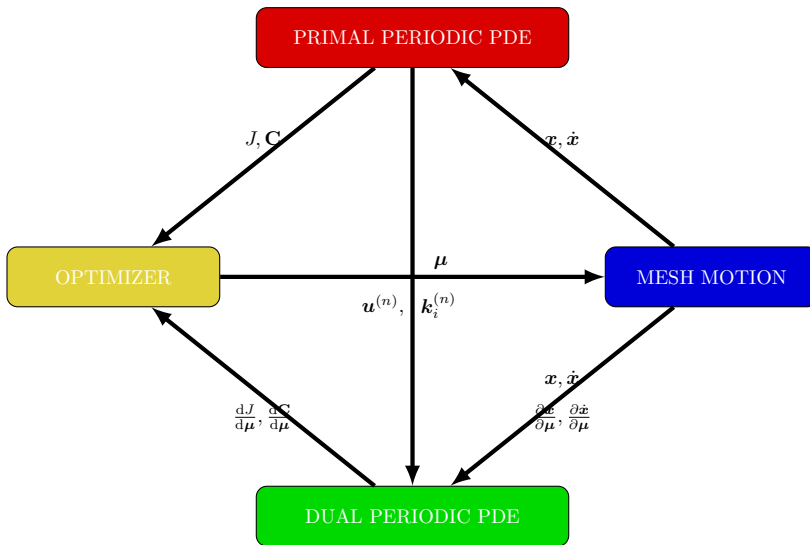 PRIMAL PERIODIC PDE
J, C
x, ẋ
OPTIMIZER
μ
MESH MOTION
u^{(n)}, k_i^{(n)}
x, ẋ
dJ/dμ, dC/dμ
∂x/∂μ, ∂ẋ/∂μ
DUAL PERIODIC PDE